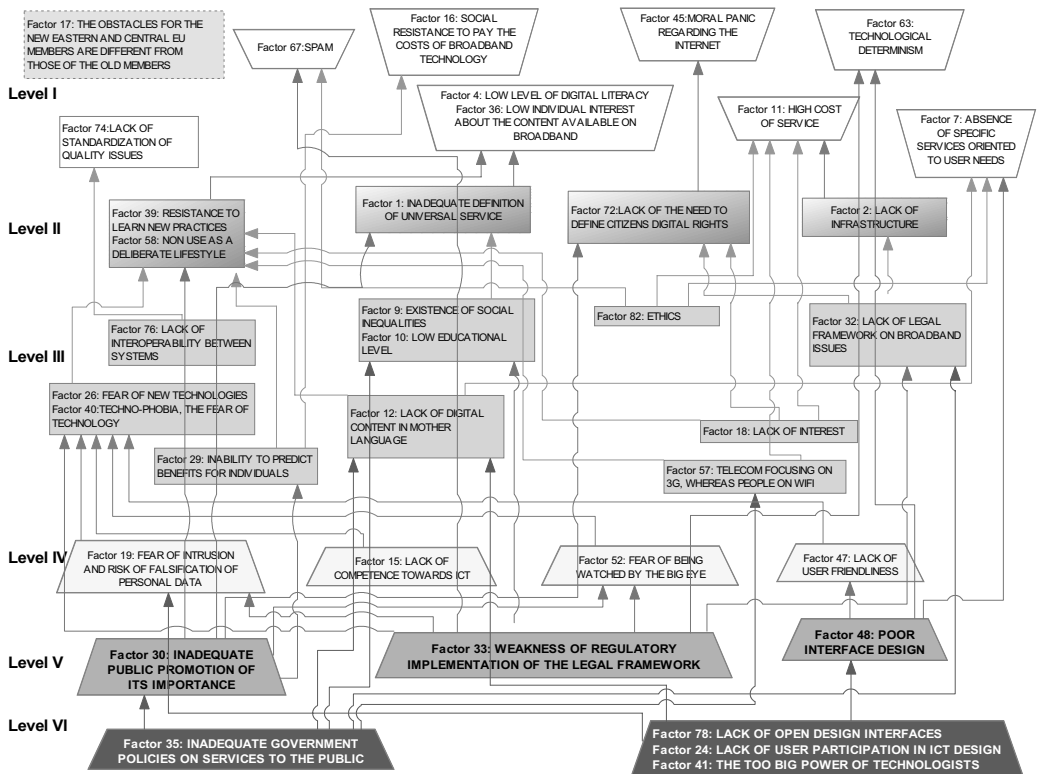 Factor 17: THE OBSTACLES FOR THE
NEW EASTERN AND CENTRAL EU
MEMBERS ARE DIFFERENT FROM
THOSE OF THE OLD MEMBERS
Factor 67:SPAM
Factor 16: SOCIAL
RESISTANCE TO PAY THE
COSTS OF BROADBAND
TECHNOLOGY
Factor 45:MORAL PANIC
REGARDING THE
INTERNET
Factor 63:
TECHNOLOGICAL
DETERMINISM
Level I
Factor 4: LOW LEVEL OF DIGITAL LITERACY
Factor 36: LOW INDIVIDUAL INTEREST
ABOUT THE CONTENT AVAILABLE ON
BROADBAND
Factor 11: HIGH COST
OF SERVICE
Factor 7: ABSENCE
OF SPECIFIC
SERVICES ORIENTED
TO USER NEEDS
Factor 74:LACK OF
STANDARDIZATION OF
QUALITY ISSUES
Level II
Factor 39: RESISTANCE TO
LEARN NEW PRACTICES
Factor 58: NON USE AS A
DELIBERATE LIFESTYLE
Factor 1: INADEQUATE DEFINITION
OF UNIVERSAL SERVICE
Factor 72:LACK OF THE NEED TO
DEFINE CITIZENS DIGITAL RIGHTS
Factor 2: LACK OF
INFRASTRUCTURE
Level III
Factor 76: LACK OF
INTEROPERABILITY BETWEEN
SYSTEMS
Factor 9: EXISTENCE OF SOCIAL
INEQUALITIES
Factor 10: LOW EDUCATIONAL
LEVEL
Factor 82: ETHICS
Factor 32: LACK OF LEGAL
FRAMEWORK ON BROADBAND
ISSUES
Factor 26: FEAR OF NEW TECHNOLOGIES
Factor 40:TECHNO-PHOBIA, THE FEAR OF
TECHNOLOGY
Factor 12: LACK OF DIGITAL
CONTENT IN MOTHER
LANGUAGE
Factor 18: LACK OF INTEREST
Factor 29: INABILITY TO PREDICT
BENEFITS FOR INDIVIDUALS
Factor 57: TELECOM FOCUSING ON
3G, WHEREAS PEOPLE ON WIFI
Level IV
Factor 19: FEAR OF INTRUSION
AND RISK OF FALSIFICATION OF
PERSONAL DATA
Factor 15: LACK OF
COMPETENCE TOWARDS ICT
Factor 52: FEAR OF BEING
WATCHED BY THE BIG EYE
Factor 47: LACK OF
USER FRIENDLINESS
Level V
Factor 30: INADEQUATE
PUBLIC PROMOTION OF
ITS IMPORTANCE
Factor 33: WEAKNESS OF REGULATORY
IMPLEMENTATION OF THE LEGAL FRAMEWORK
Factor 48: POOR
INTERFACE DESIGN
Level VI
Factor 35: INADEQUATE GOVERNMENT
POLICIES ON SERVICES TO THE PUBLIC
Factor 78: LACK OF OPEN DESIGN INTERFACES
Factor 24: LACK OF USER PARTICIPATION IN ICT DESIGN
Factor 41: THE TOO BIG POWER OF TECHNOLOGISTS